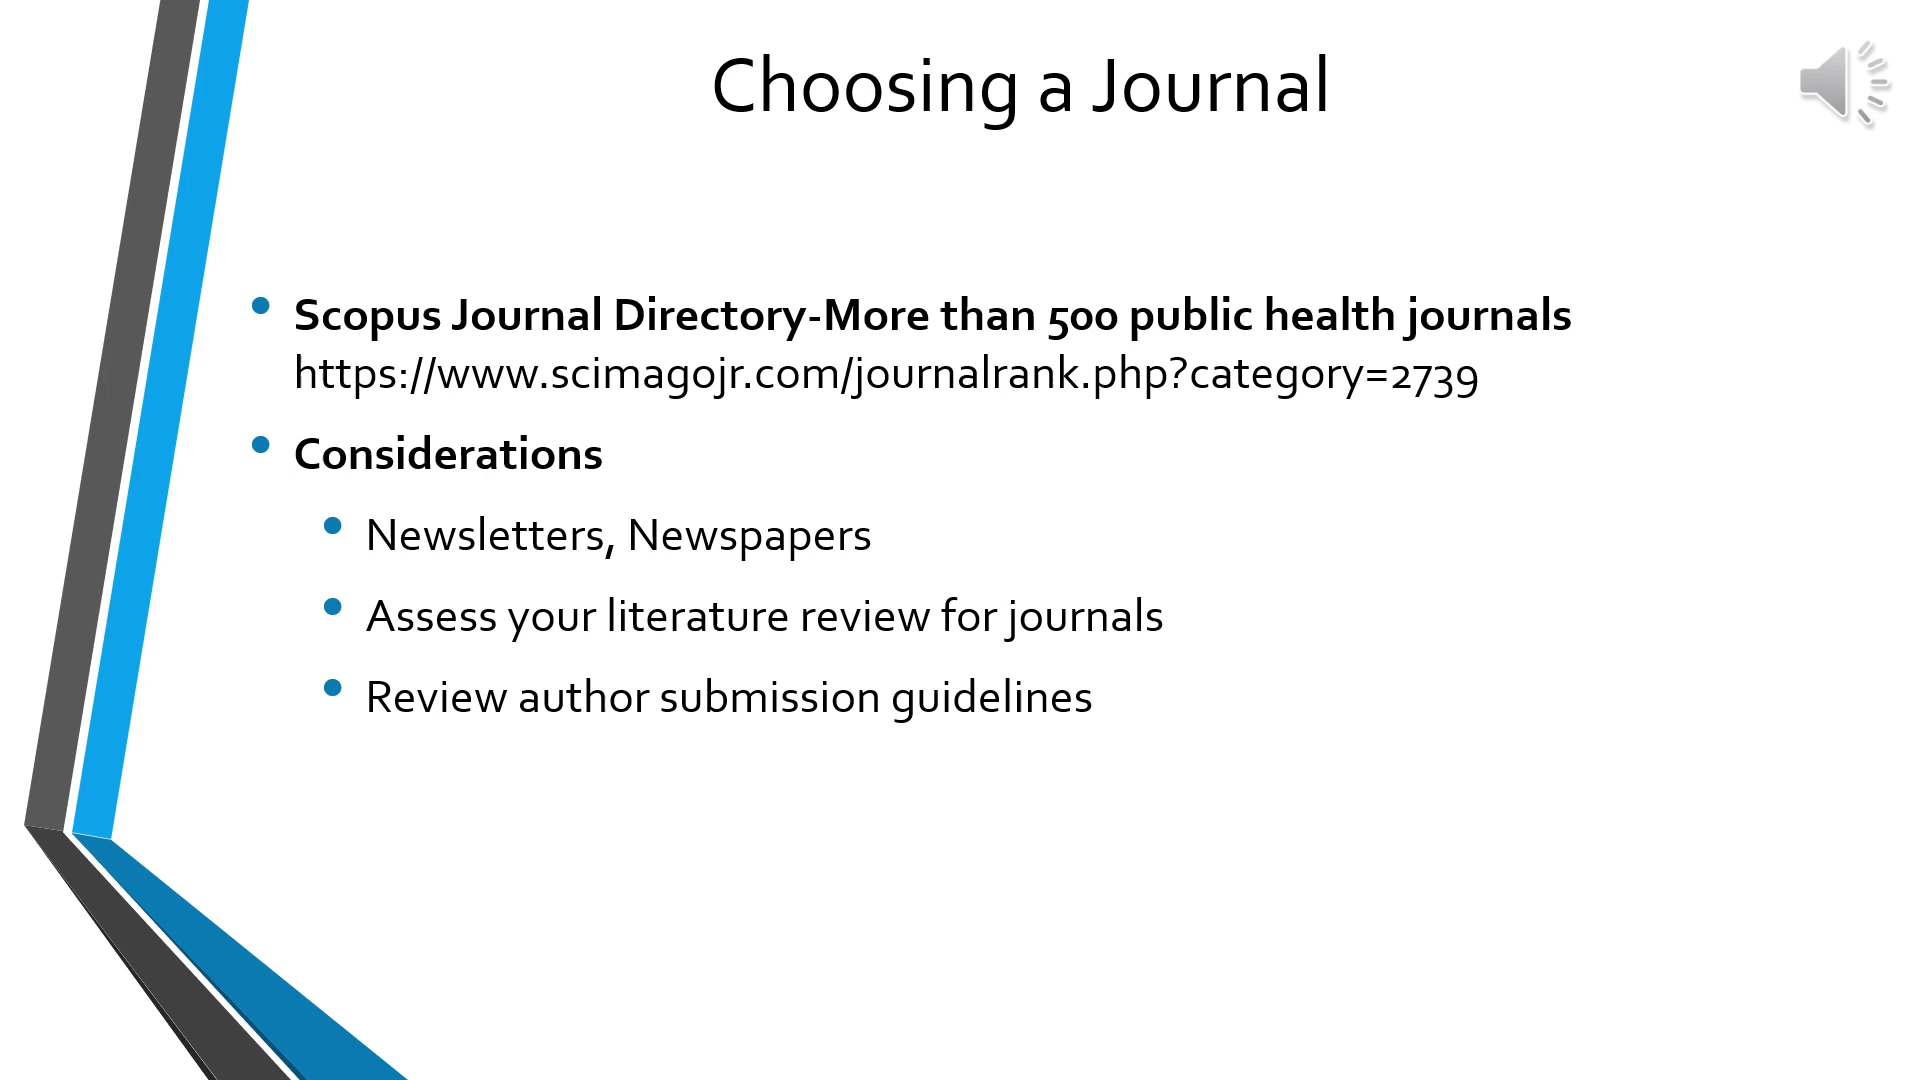 Choosing a Journal
Scopus Journal Directory-More than 500 public health journals
https://www.scimagojr.com/journalrank.php?category=2739
Considerations
Newsletters, Newspapers
Assess your literature review for journals
Review author submission guidelines